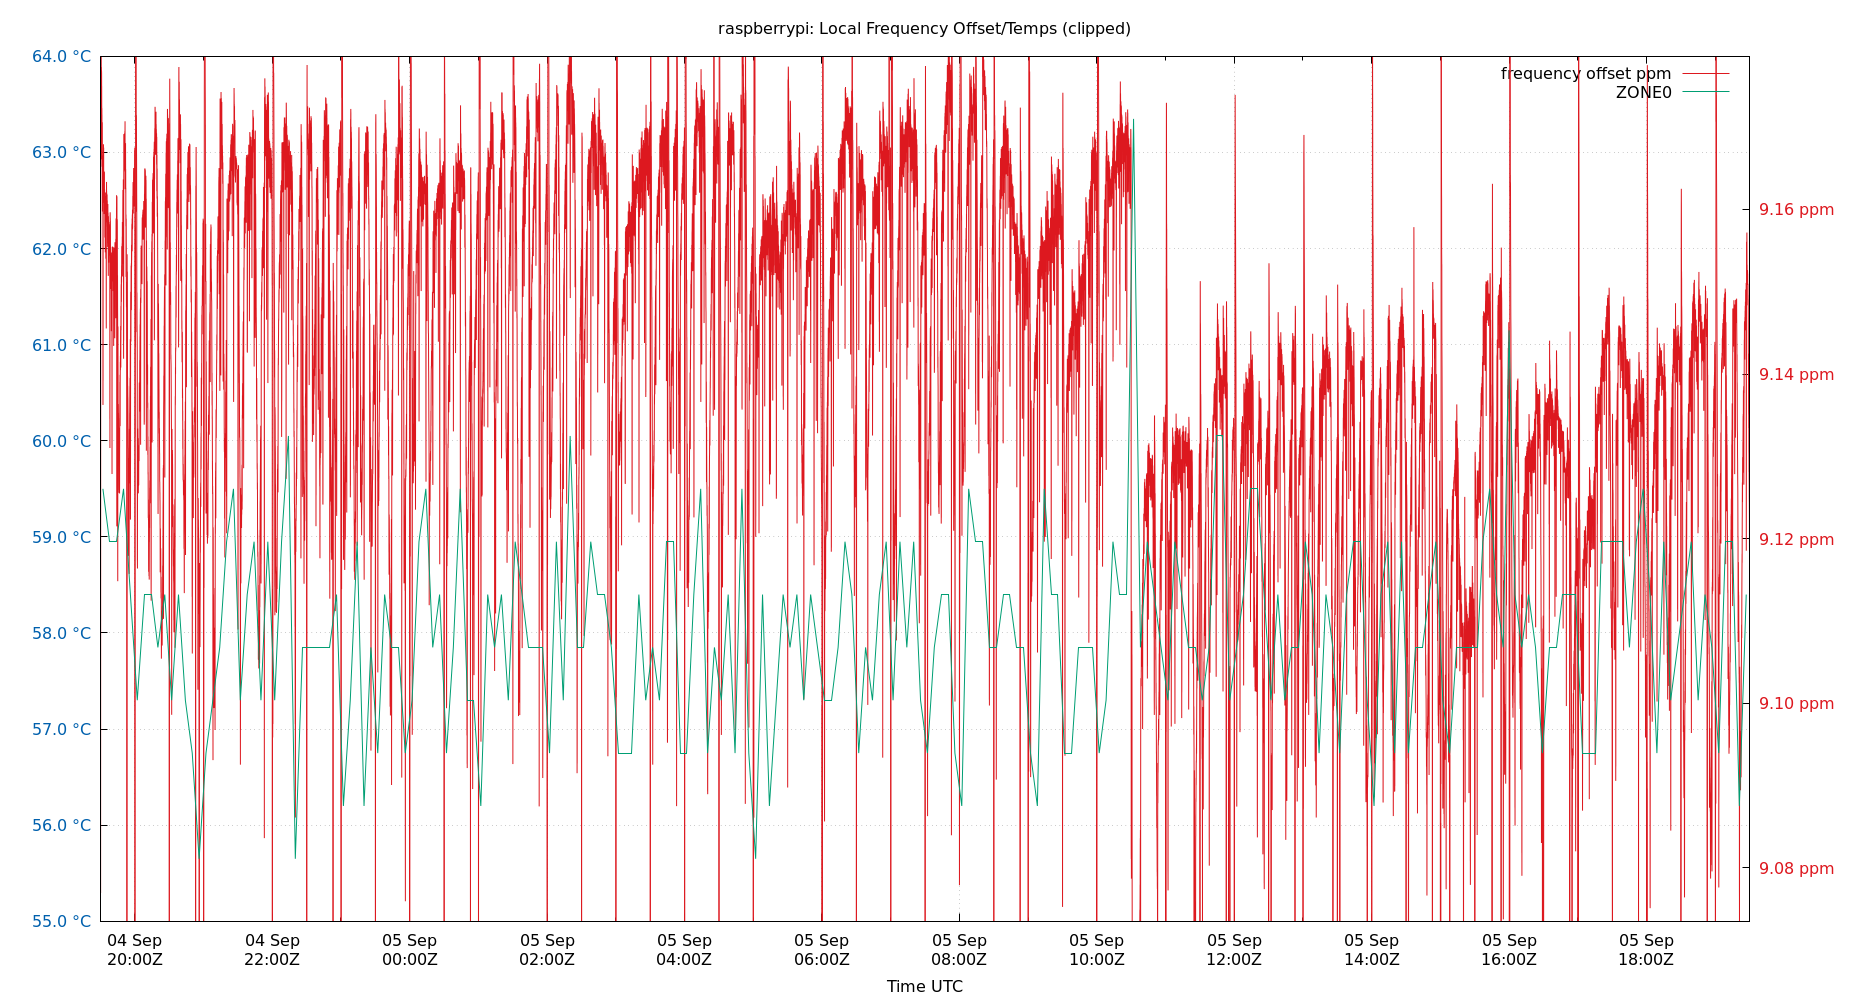 raspberrypi: Local Frequency Offset/Temps (clipped)
frequency offset ppm
ZONE0
64.0 °C
63.0 °C
62.0 °C
61.0 °C
60.0 °C
59.0 °C
58.0 °C
57.0 °C
56.0 °C
55.0 °C
9.16 ppm
9.14 ppm
9.12 ppm
9.10 ppm
9.08 ppm
04 Sep 04 Sep 05 Sep 05 Sep 05 Sep 05 Sep 05 Sep 05 Sep 05 Sep 05 Sep 05 Sep 05 Sep
20:00Z 22:00Z 00:00Z 02:00Z 04:00Z 06:00Z 08:00Z 10:00Z 12:00Z 14:00Z 16:00Z 18:00Z
Time UTC